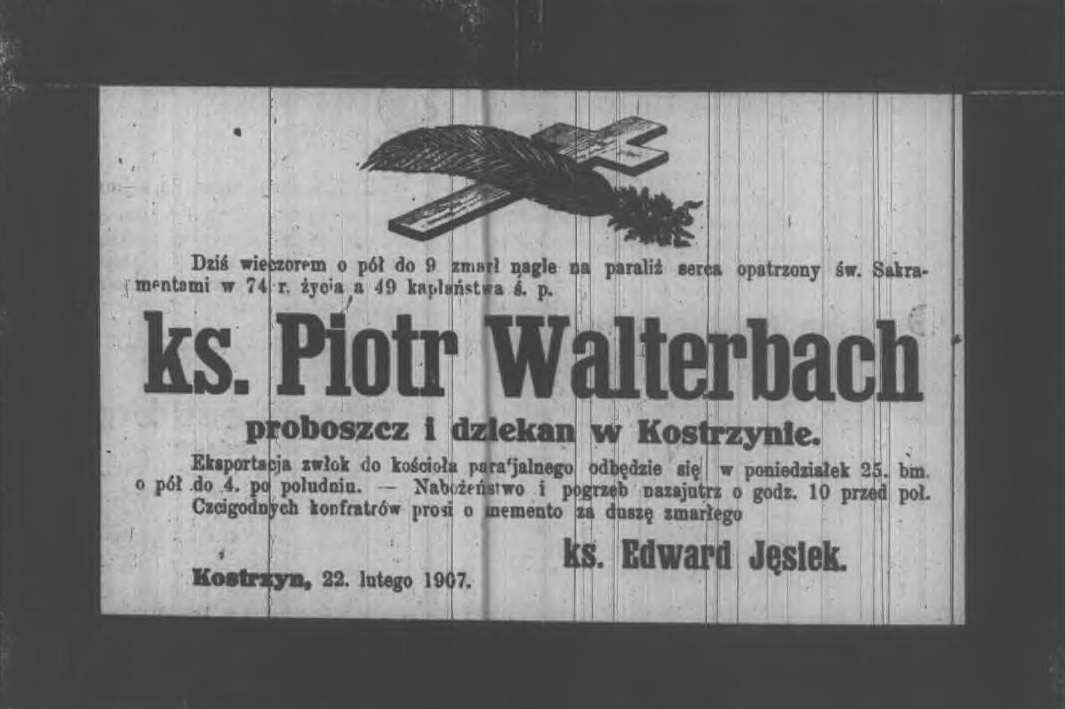 Dziś wieczorem o pół do 9 zmarł nagle na paraliż serca opatrzony św. Sakra-
mentami w 74 r. życia a 49 kapłaństwa ś. p.
ks. Piotr Walterbach
proboszcz i dziekan w Kostrzynie.
Eksportacja zwłok do kościoła parafjalnego odbędzie się w poniedziałek 25. bm.
o pół do 4. po południu. — Nabożeństwo i pogrzeb nazajutrz o godz. 10 przed poł.
Czcigodnych konfratrów prosi o memento za duszę zmarłego
ks. Edward Jęsiek.
Kostrzyn, 22. lutego 1907.